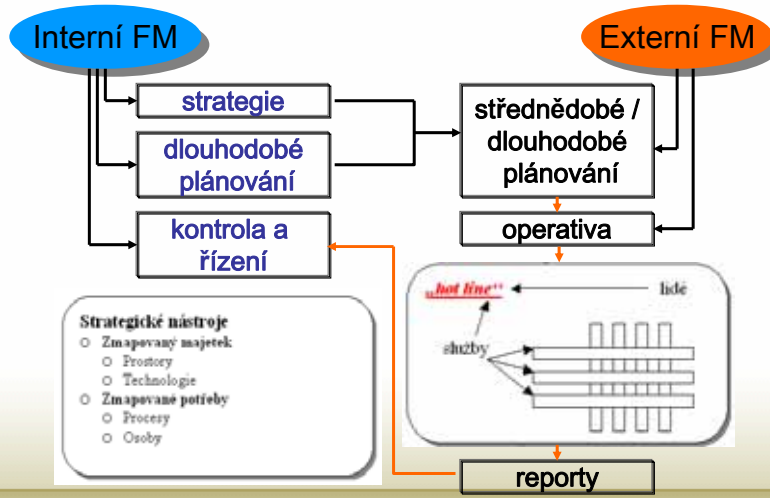 Interní FM
Externí FM
strategie
dlouhodobé
plánování
kontrola a
řízení
střednědobé /
dlouhodobé
plánování
operativa
„hot line“
lidé
služby
Strategické nástroje
Zmapovaný majetek
Prostory
Technologie
Zmapované potřeby
Procesy
Osoby
reporty